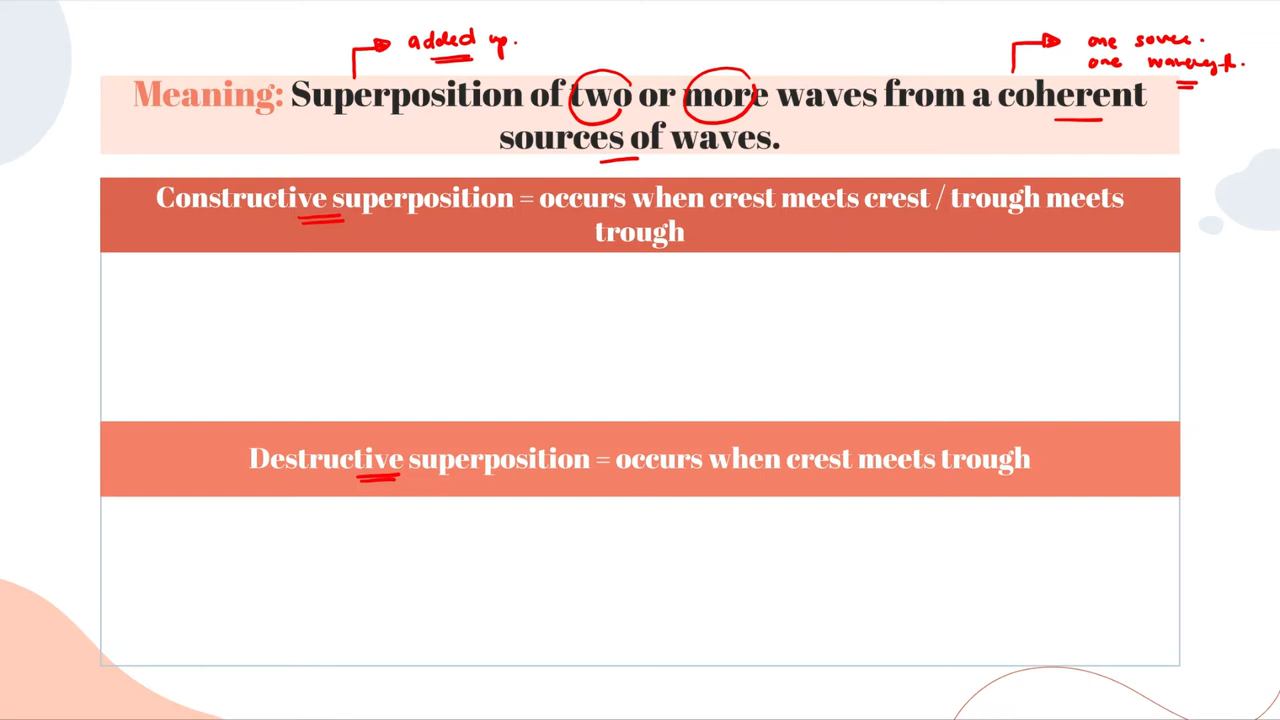 added up.
one source.
one wavelength.
Meaning: Superposition of two or more waves from a coherent
sources of waves.
Constructive superposition = occurs when crest meets crest / trough meets
trough
Destructive superposition = occurs when crest meets trough